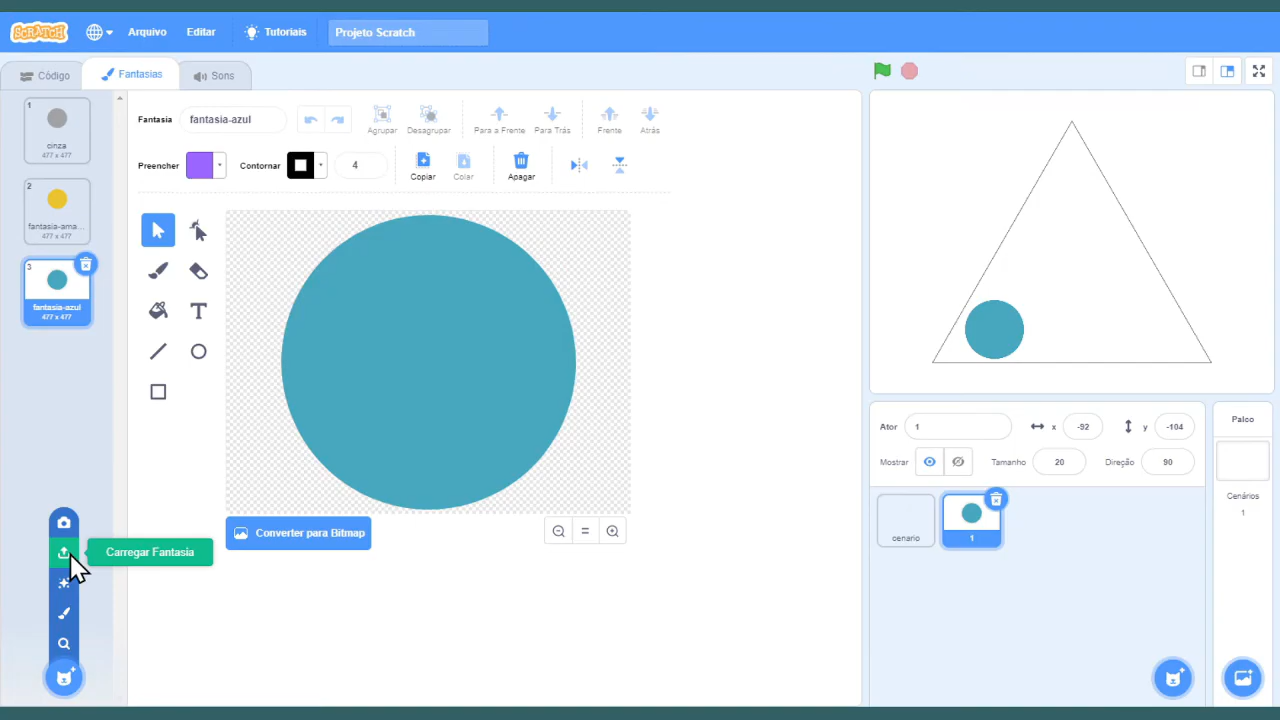 SCRATCH
Arquivo
Editar
Tutoriais
Projeto Scratch
Código
Fantasias
Sons
1
cinza
477 x 477
2
fantasia-ama...
477 x 477
3
fantasia-azul
477 x 477
Fantasia
fantasia-azul
Agrupar
Desagrupar
Para a Frente
Para Trás
Frente
Atrás
Preencher
Contornar
4
Copiar
Colar
Apagar
T
Converter para Bitmap
Carregar Fantasia
Ator
1
x
-92
y
-104
Mostrar
Tamanho
20
Direção
90
cenario
1
Palco
Cenários
1